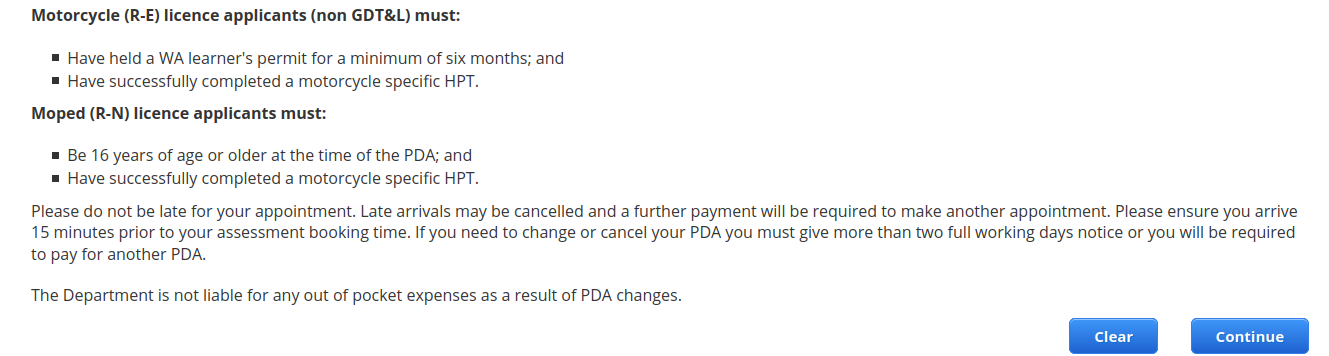 Motorcycle (R-E) licence applicants (non GDT&L) must:
Have held a WA learner's permit for a minimum of six months; and
Have successfully completed a motorcycle specific HPT.
Moped (R-N) licence applicants must:
Be 16 years of age or older at the time of the PDA; and
Have successfully completed a motorcycle specific HPT.
Please do not be late for your appointment. Late arrivals may be cancelled and a further payment will be required to make another appointment. Please ensure you arrive
15 minutes prior to your assessment booking time. If you need to change or cancel your PDA you must give more than two full working days notice or you will be required
to pay for another PDA.
The Department is not liable for any out of pocket expenses as a result of PDA changes.
Clear Continue